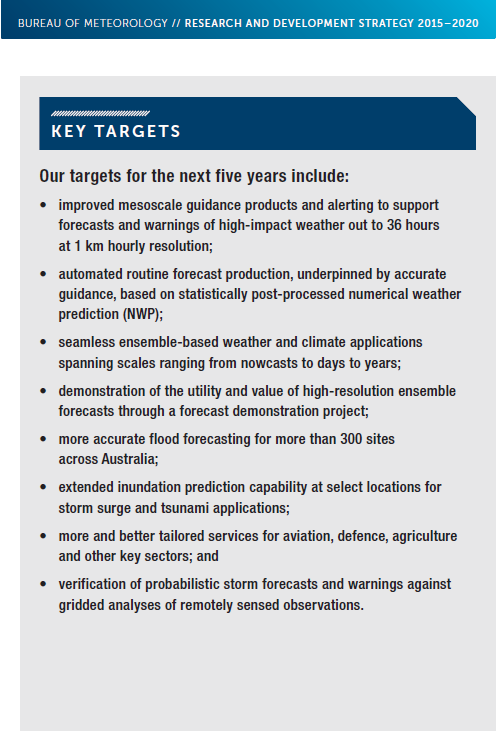 BUREAU OF METEOROLOGY // RESEARCH AND DEVELOPMENT STRATEGY 2015–2020
KEY TARGETS
Our targets for the next five years include:
• improved mesoscale guidance products and alerting to support
forecasts and warnings of high-impact weather out to 36 hours
at 1 km hourly resolution;
• automated routine forecast production, underpinned by accurate
guidance, based on statistically post-processed numerical weather
prediction (NWP);
• seamless ensemble-based weather and climate applications
spanning scales ranging from nowcasts to days to years;
• demonstration of the utility and value of high-resolution ensemble
forecasts through a forecast demonstration project;
• more accurate flood forecasting for more than 300 sites
across Australia;
• extended inundation prediction capability at select locations for
storm surge and tsunami applications;
• more and better tailored services for aviation, defence, agriculture
and other key sectors; and
• verification of probabilistic storm forecasts and warnings against
gridded analyses of remotely sensed observations.